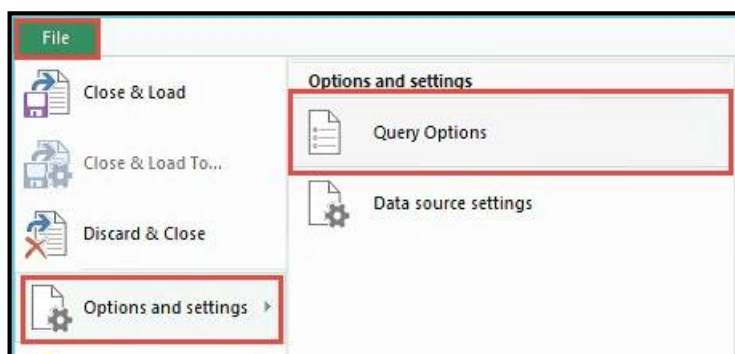 File
Close & Load
Close & Load To...
Discard & Close
Options and settings
Options and settings
Query Options
Data source settings